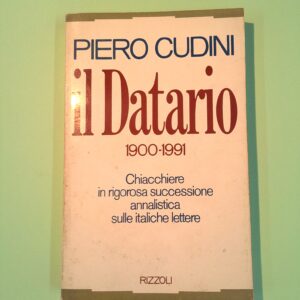 PIERO CUDINI
il Datario
1900-1991
Chiacchiere
in rigorosa successione
annalistica
sulle italiche lettere
RIZZOLI